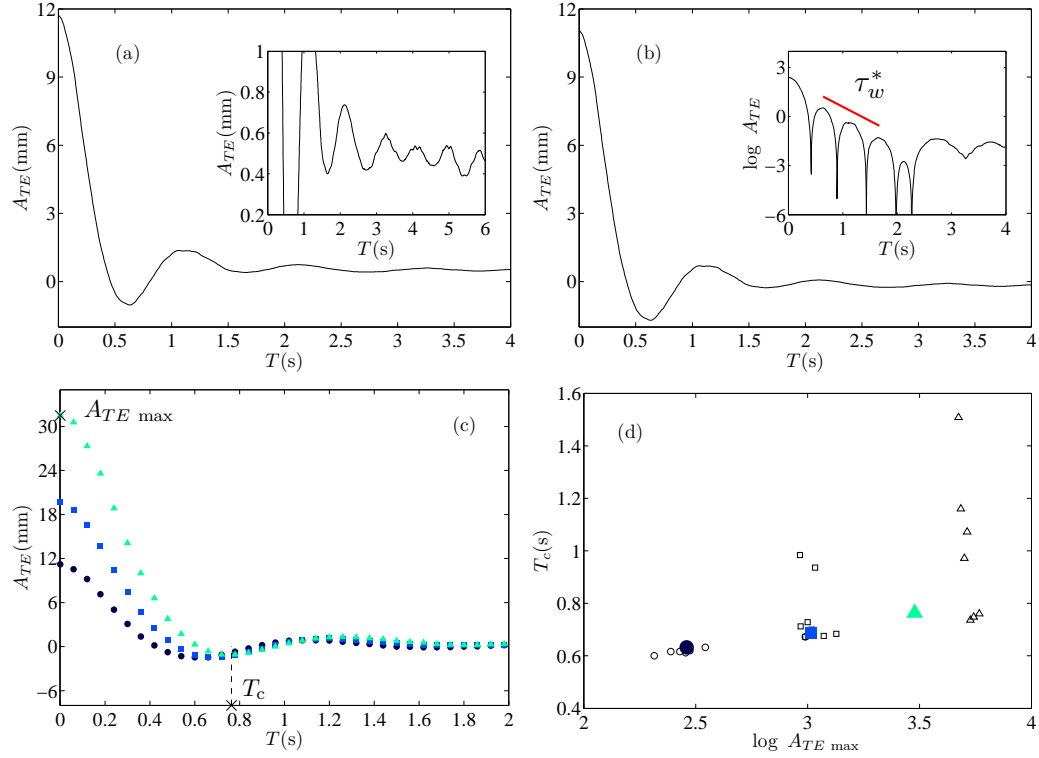 12
9
6
3
0
A_TE(mm)
(a)
1
0.8
0.6
0.4
0.2
A_TE(mm)
0 1 2 3 4 5 6
T(s)
0 0.5 1 1.5 2 2.5 3 3.5 4
T(s)
12
9
6
3
0
A_TE(mm)
(b)
3
0
−3
−6
log A_TE
τ_w^*
0 1 2 3 4
T(s)
0 0.5 1 1.5 2 2.5 3 3.5 4
T(s)
30
24
18
12
6
0
−6
A_TE(mm)
A_TE max
(c)
T_c
0 0.2 0.4 0.6 0.8 1 1.2 1.4 1.6 1.8 2
T(s)
1.6
1.4
1.2
1
0.8
0.6
0.4
T_c(s)
(d)
2 2.5 3 3.5 4
log A_TE max